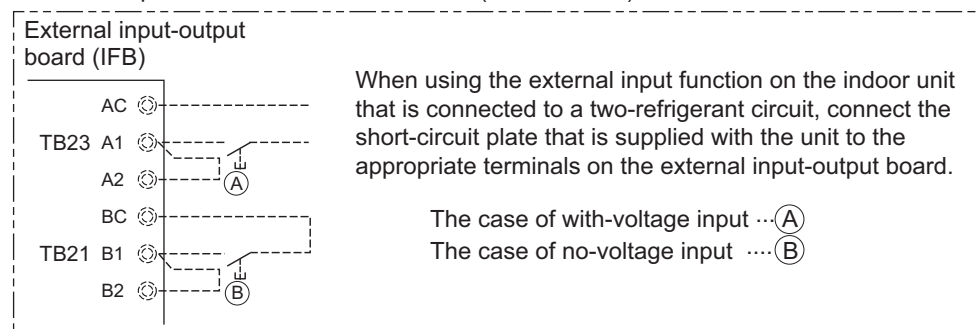 External input-output
board (IFB)
AC
TB23 A1
A2
A
BC
TB21 B1
B2
B
When using the external input function on the indoor unit
that is connected to a two-refrigerant circuit, connect the
short-circuit plate that is supplied with the unit to the
appropriate terminals on the external input-output board.
The case of with-voltage input ···A
The case of no-voltage input ····B